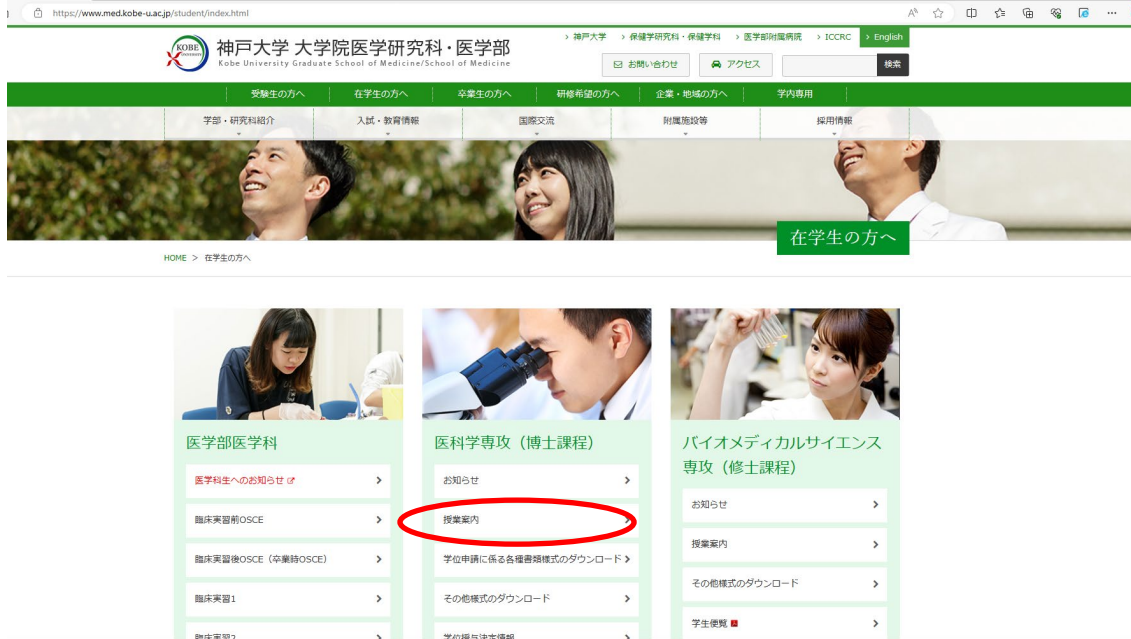 https://www.med.kobe-u.ac.jp/student/index.html
KOBE
神戸大学 大学院医学研究科・医学部
Kobe University Graduate School of Medicine/School of Medicine
› 神戸大学 › 保健学研究科・保健学科 › 医学部附属病院 › ICCRC › English
お問い合わせ アクセス 検索
受験生の方へ 在学生の方へ 卒業生の方へ 研修希望の方へ 企業・地域の方へ 学内専用
学部・研究科紹介 入試・教育情報 国際交流 附属施設等 採用情報
在学生の方へ
HOME > 在学生の方へ
医学部医学科
医学科生へのお知らせ
臨床実習前OSCE
臨床実習後OSCE（卒業時OSCE）
臨床実習1
臨床実習2
医科学専攻（博士課程）
お知らせ
授業案内
学位申請に係る各種書類様式のダウンロード
その他様式のダウンロード
学位授与決定情報
バイオメディカルサイエンス
専攻（修士課程）
お知らせ
授業案内
その他様式のダウンロード
学生便覧